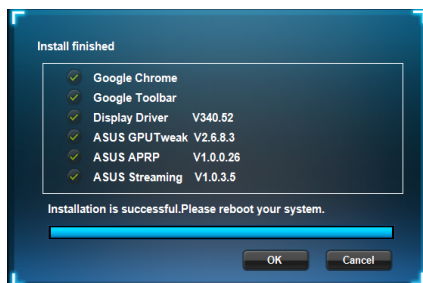 Install finished
Google Chrome
Google Toolbar
Display Driver V340.52
ASUS GPUTweak V2.6.8.3
ASUS APRP V1.0.0.26
ASUS Streaming V1.0.3.5
Installation is successful.Please reboot your system.
OK Cancel